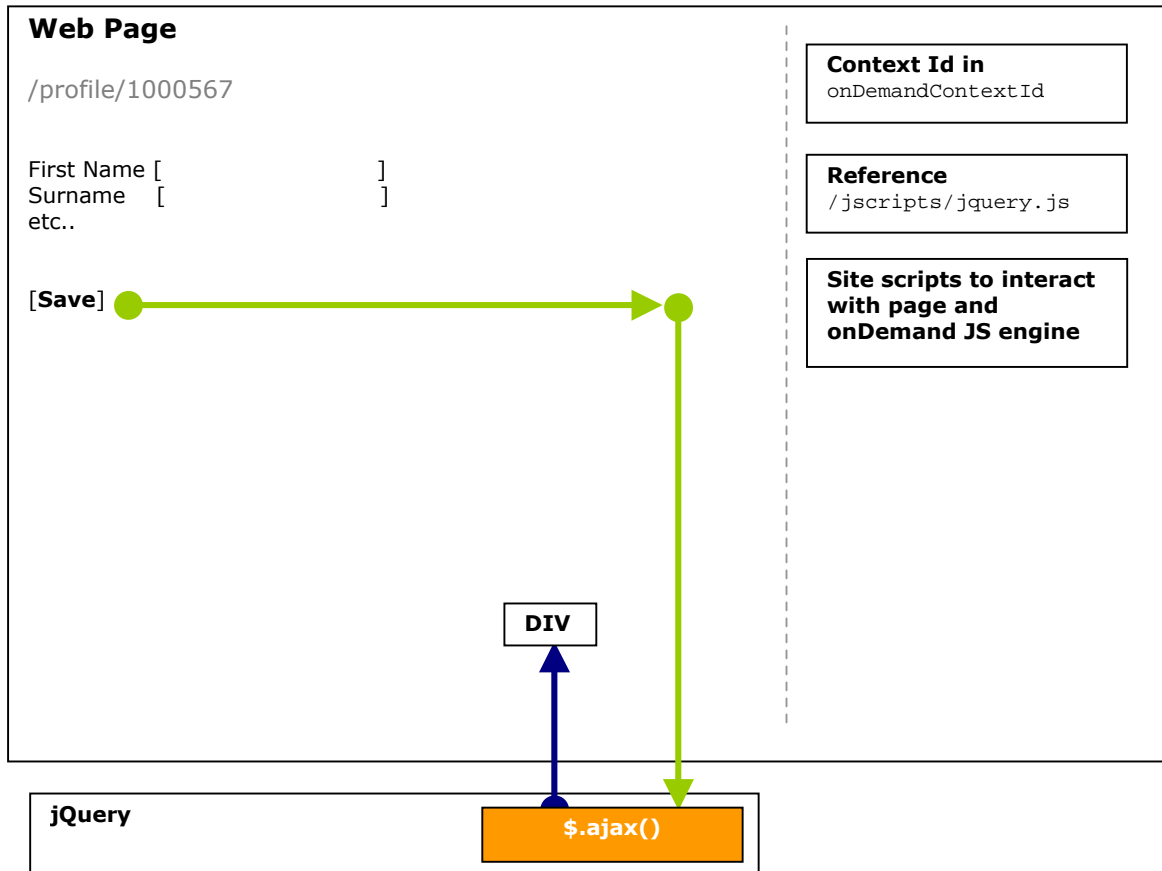 Web Page
/profile/1000567
First Name [ ]
Surname [ ]
etc..
[Save]
Context Id in
onDemandContextId
Reference
/jscripts/jquery.js
Site scripts to interact
with page and
onDemand JS engine
DIV
jQuery
$.ajax()